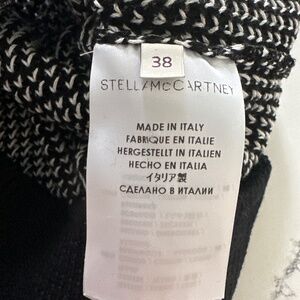 38
STELLA McCARTNEY
MADE IN ITALY
FABRIQUE EN ITALIE
HERGESTELLT IN ITALIEN
HECHO EN ITALIA
イタリア製
СДЕЛАНО В ИТАЛИИ